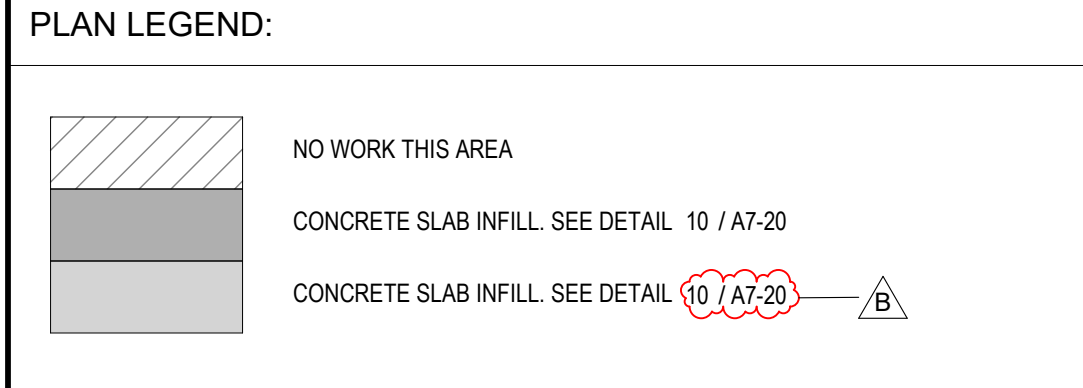 PLAN LEGEND:
NO WORK THIS AREA
CONCRETE SLAB INFILL. SEE DETAIL 10 / A7-20
CONCRETE SLAB INFILL. SEE DETAIL 10 / A7-20 B